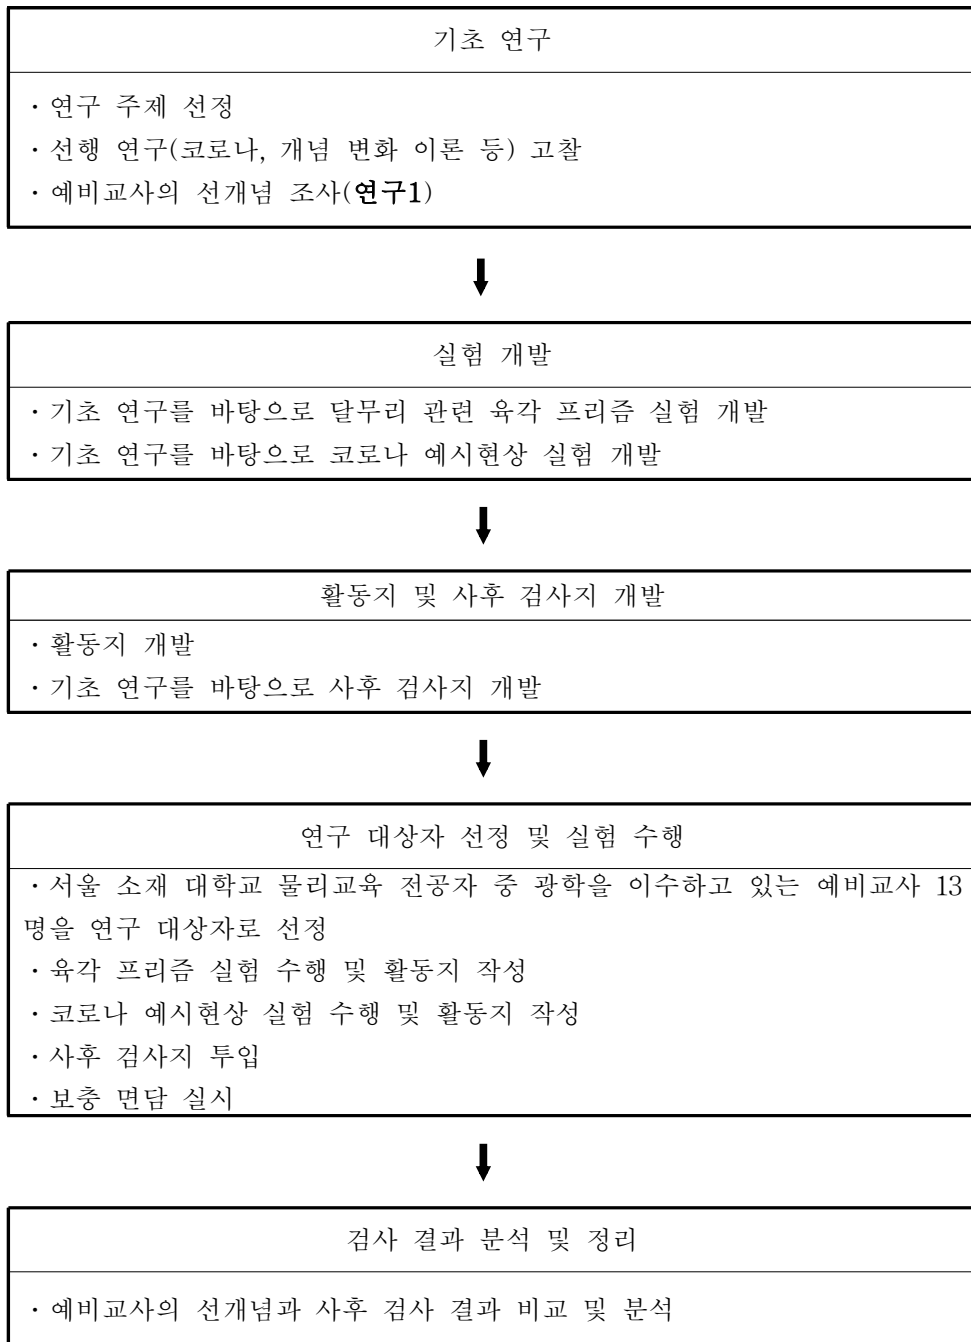 기초 연구
· 연구 주제 선정
· 선행 연구(코로나, 개념 변화 이론 등) 고찰
· 예비교사의 선개념 조사(연구1)
실험 개발
· 기초 연구를 바탕으로 달무리 관련 육각 프리즘 실험 개발
· 기초 연구를 바탕으로 코로나 예시현상 실험 개발
활동지 및 사후 검사지 개발
· 활동지 개발
· 기초 연구를 바탕으로 사후 검사지 개발
연구 대상자 선정 및 실험 수행
· 서울 소재 대학교 물리교육 전공자 중 광학을 이수하고 있는 예비교사 13
명을 연구 대상자로 선정
· 육각 프리즘 실험 수행 및 활동지 작성
· 코로나 예시현상 실험 수행 및 활동지 작성
· 사후 검사지 투입
· 보충 면담 실시
검사 결과 분석 및 정리
· 예비교사의 선개념과 사후 검사 결과 비교 및 분석